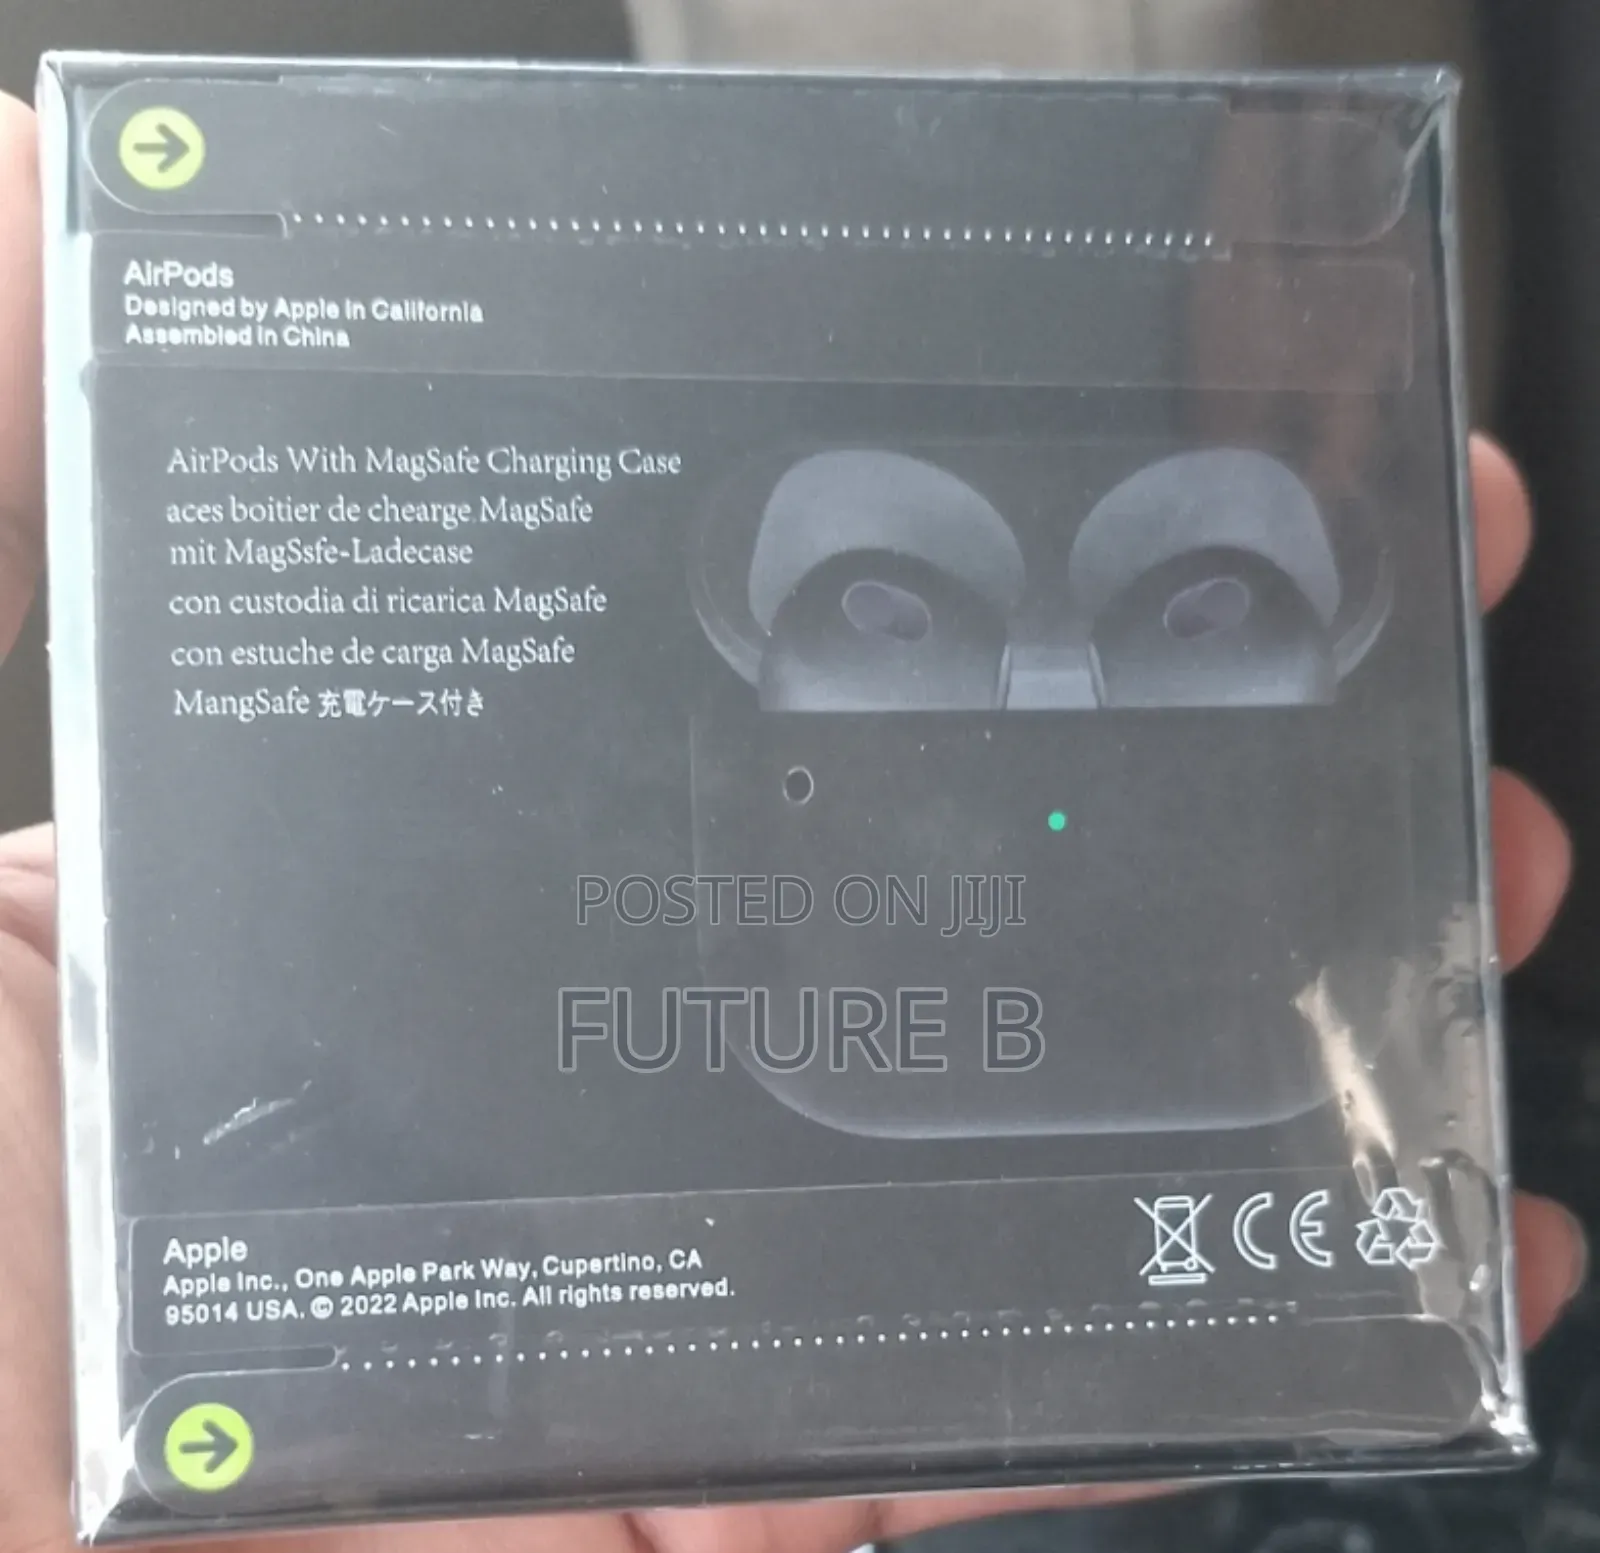 AirPods
Designed by Apple in California
Assembled in China
AirPods With MagSafe Charging Case
aces boitier de chearge MagSafe
mit MagSsfe-Ladecase
con custodia di ricarica MagSafe
con estuche de carga MagSafe
MangSafe 充電ケース付き
POSTED ON JIJI
FUTURE B
Apple
Apple Inc., One Apple Park Way, Cupertino, CA
95014 USA. © 2022 Apple Inc. All rights reserved.
CE